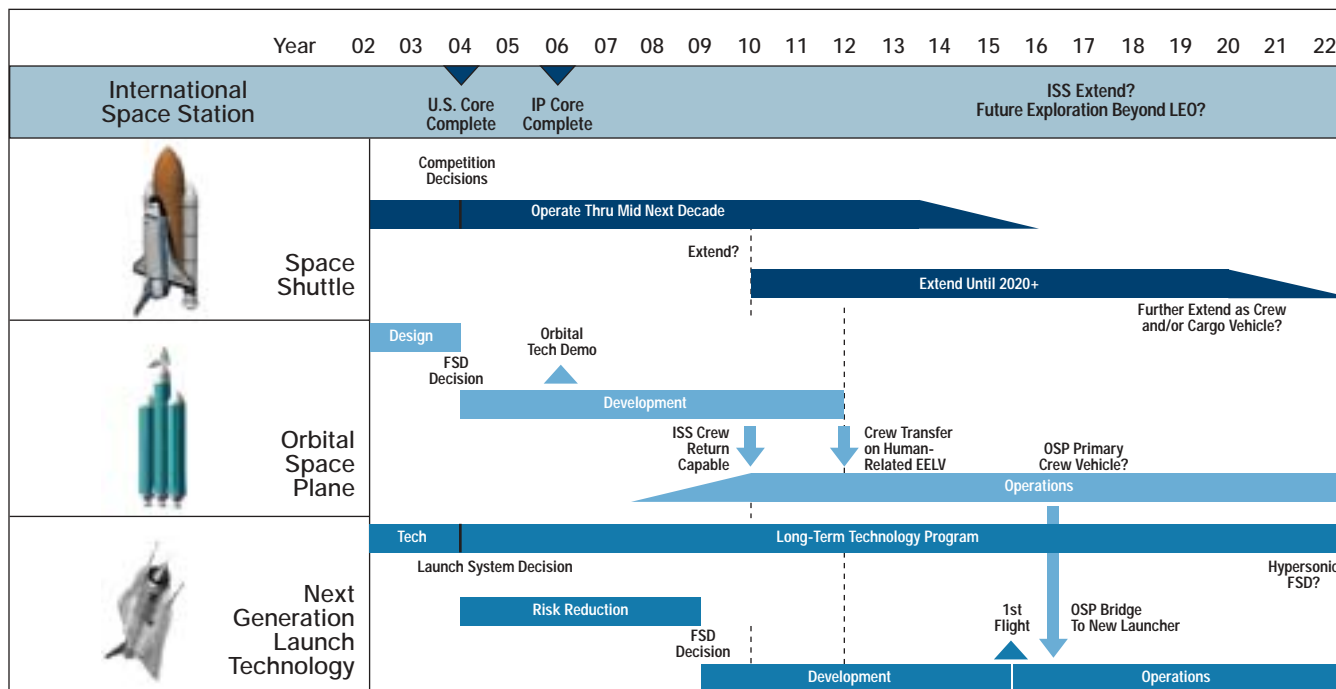 Year 02 03 04 05 06 07 08 09 10 11 12 13 14 15 16 17 18 19 20 21 22
International
Space Station
U.S. Core
Complete
IP Core
Complete
ISS Extend?
Future Exploration Beyond LEO?
Space
Shuttle
Competition
Decisions
Operate Thru Mid Next Decade
Extend?
Extend Until 2020+
Further Extend as Crew
and/or Cargo Vehicle?
Orbital
Space
Plane
Design
FSD
Decision
Orbital
Tech Demo
Development
ISS Crew
Return
Capable
Crew Transfer
on Human-
Related EELV
OSP Primary
Crew Vehicle?
Operations
Next
Generation
Launch
Technology
Tech
Long-Term Technology Program
Launch System Decision
Hypersonic
FSD?
Risk Reduction
FSD
Decision
1st
Flight
OSP Bridge
To New Launcher
Development
Operations